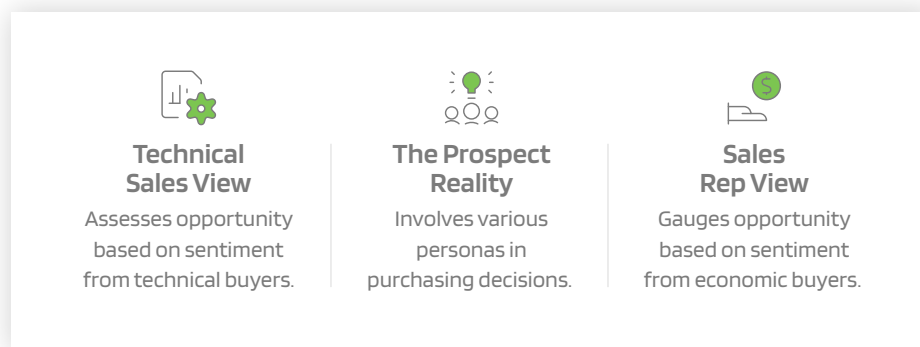 Technical
Sales View
Assesses opportunity
based on sentiment
from technical buyers.
The Prospect
Reality
Involves various
personas in
purchasing decisions.
$
Sales
Rep View
Gauges opportunity
based on sentiment
from economic buyers.